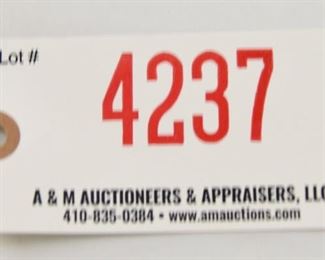 Lot #
4237
A & M AUCTIONEERS & APPRAISERS, LLC
410-835-0384 • www.amauctions.com